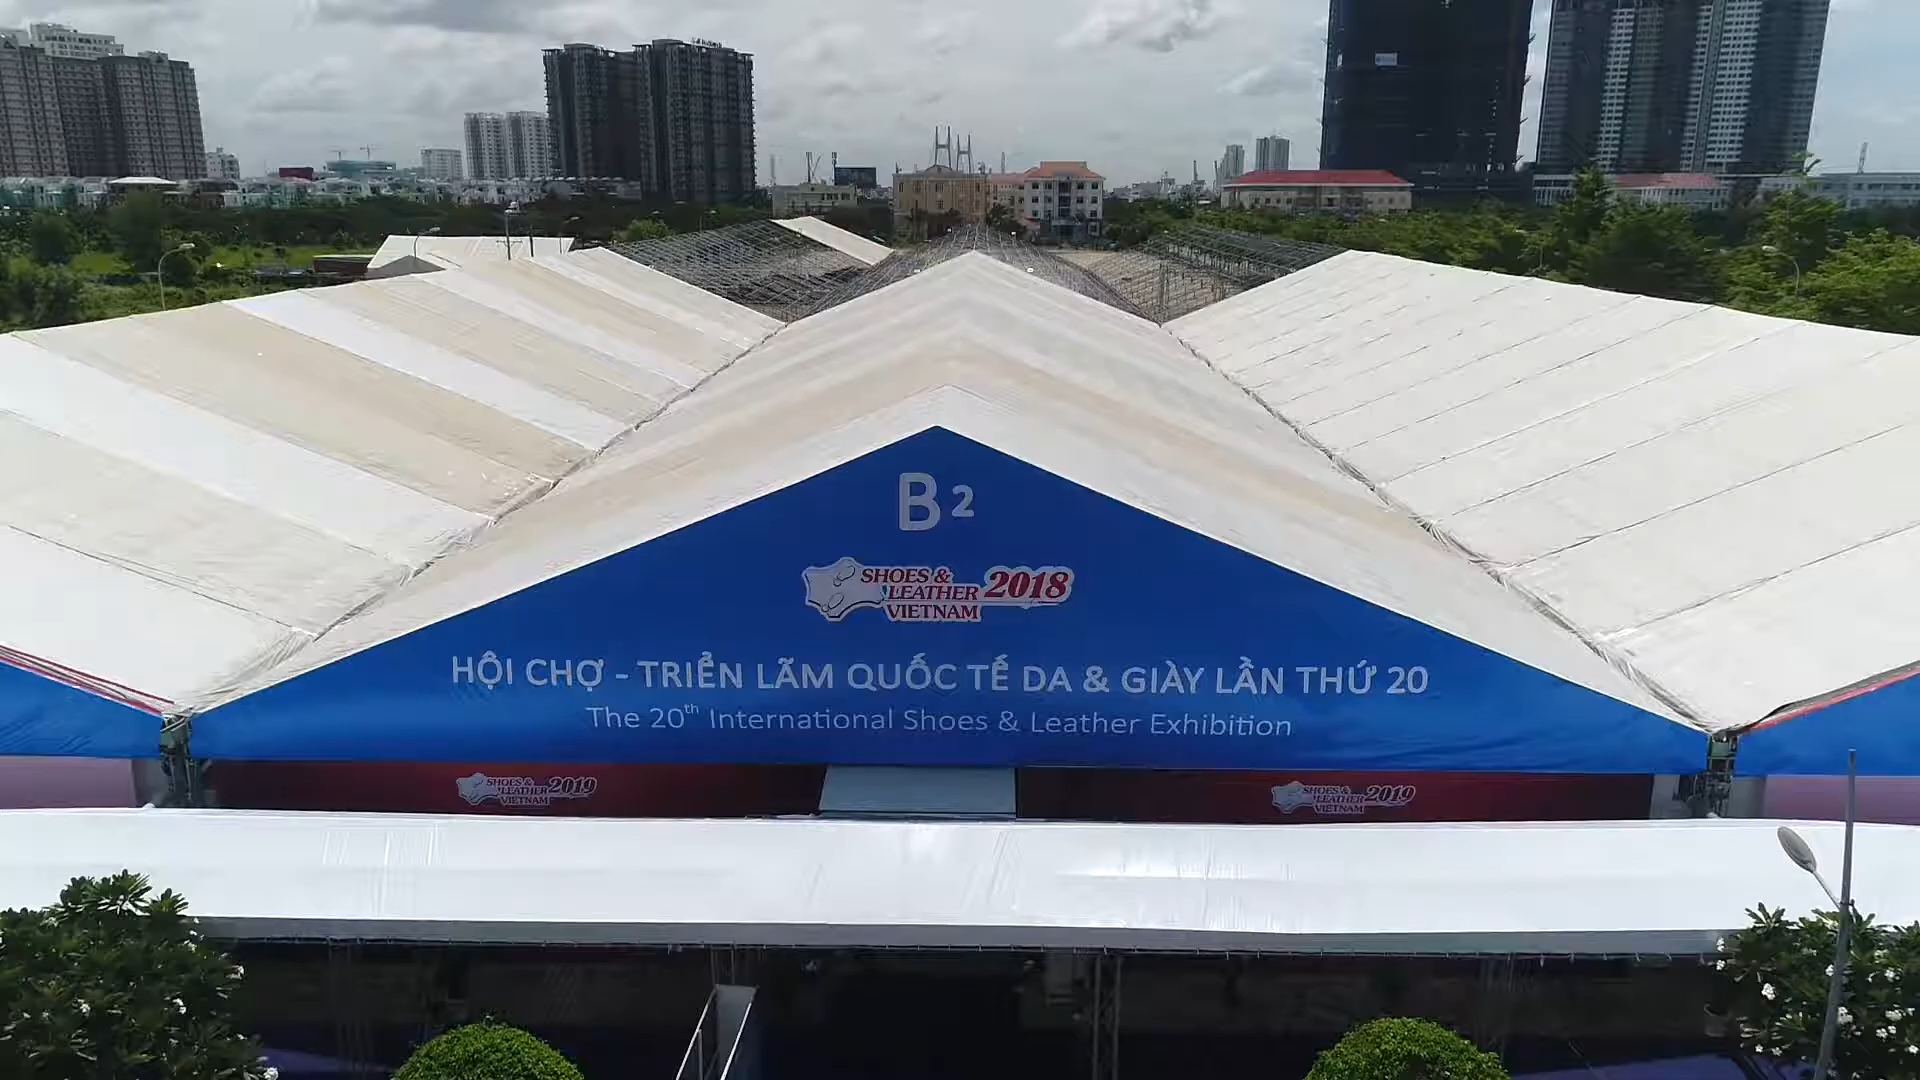 B2
SHOES & LEATHER VIETNAM 2018
HỘI CHỢ - TRIỂN LÃM QUỐC TẾ DA & GIÀY LẦN THỨ 20
The 20th International Shoes & Leather Exhibition
SHOES & LEATHER VIETNAM 2019
SHOES & LEATHER VIETNAM 2019